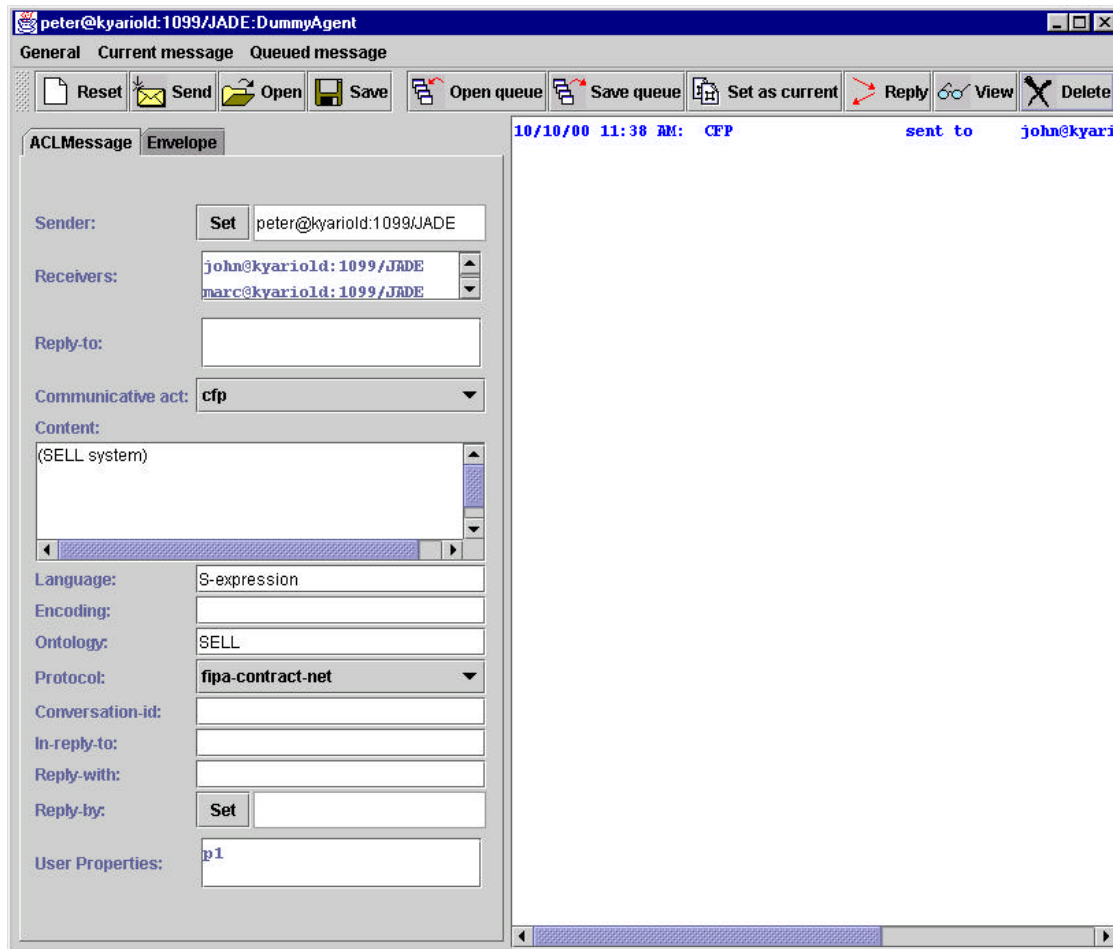 peter@kyariold:1099/JADE:DummyAgent
General Current message Queued message
Reset Send Open Save Open queue Save queue Set as current Reply View Delete
ACLMessage Envelope
10/10/00 11:38 AM: CFP sent to john@kyari
Sender: Set peter@kyariold:1099/JADE
Receivers: john@kyariold:1099/JADE
marc@kyariold:1099/JADE
Reply-to:
Communicative act: cfp
Content:
(SELL system)
Language: S-expression
Encoding:
Ontology: SELL
Protocol: fipa-contract-net
Conversation-id:
In-reply-to:
Reply-with:
Reply-by: Set
User Properties: p1